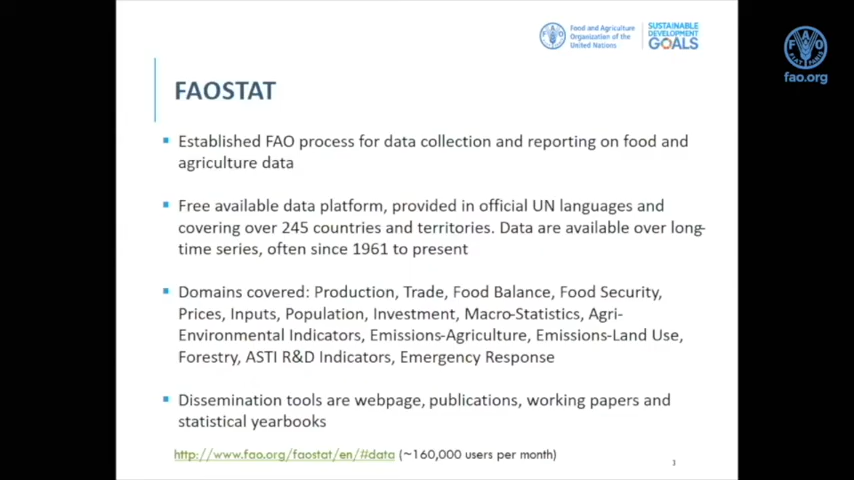 Food and Agriculture
Organization of the
United Nations
SUSTAINABLE
DEVELOPMENT
GOALS
FAO
FIAT PANIS
fao.org
FAOSTAT
Established FAO process for data collection and reporting on food and
agriculture data
Free available data platform, provided in official UN languages and
covering over 245 countries and territories. Data are available over long-
time series, often since 1961 to present
Domains covered: Production, Trade, Food Balance, Food Security,
Prices, Inputs, Population, Investment, Macro-Statistics, Agri-
Environmental Indicators, Emissions-Agriculture, Emissions-Land Use,
Forestry, ASTI R&D Indicators, Emergency Response
Dissemination tools are webpage, publications, working papers and
statistical yearbooks
http://www.fao.org/faostat/en/#data (~160,000 users per month)
3